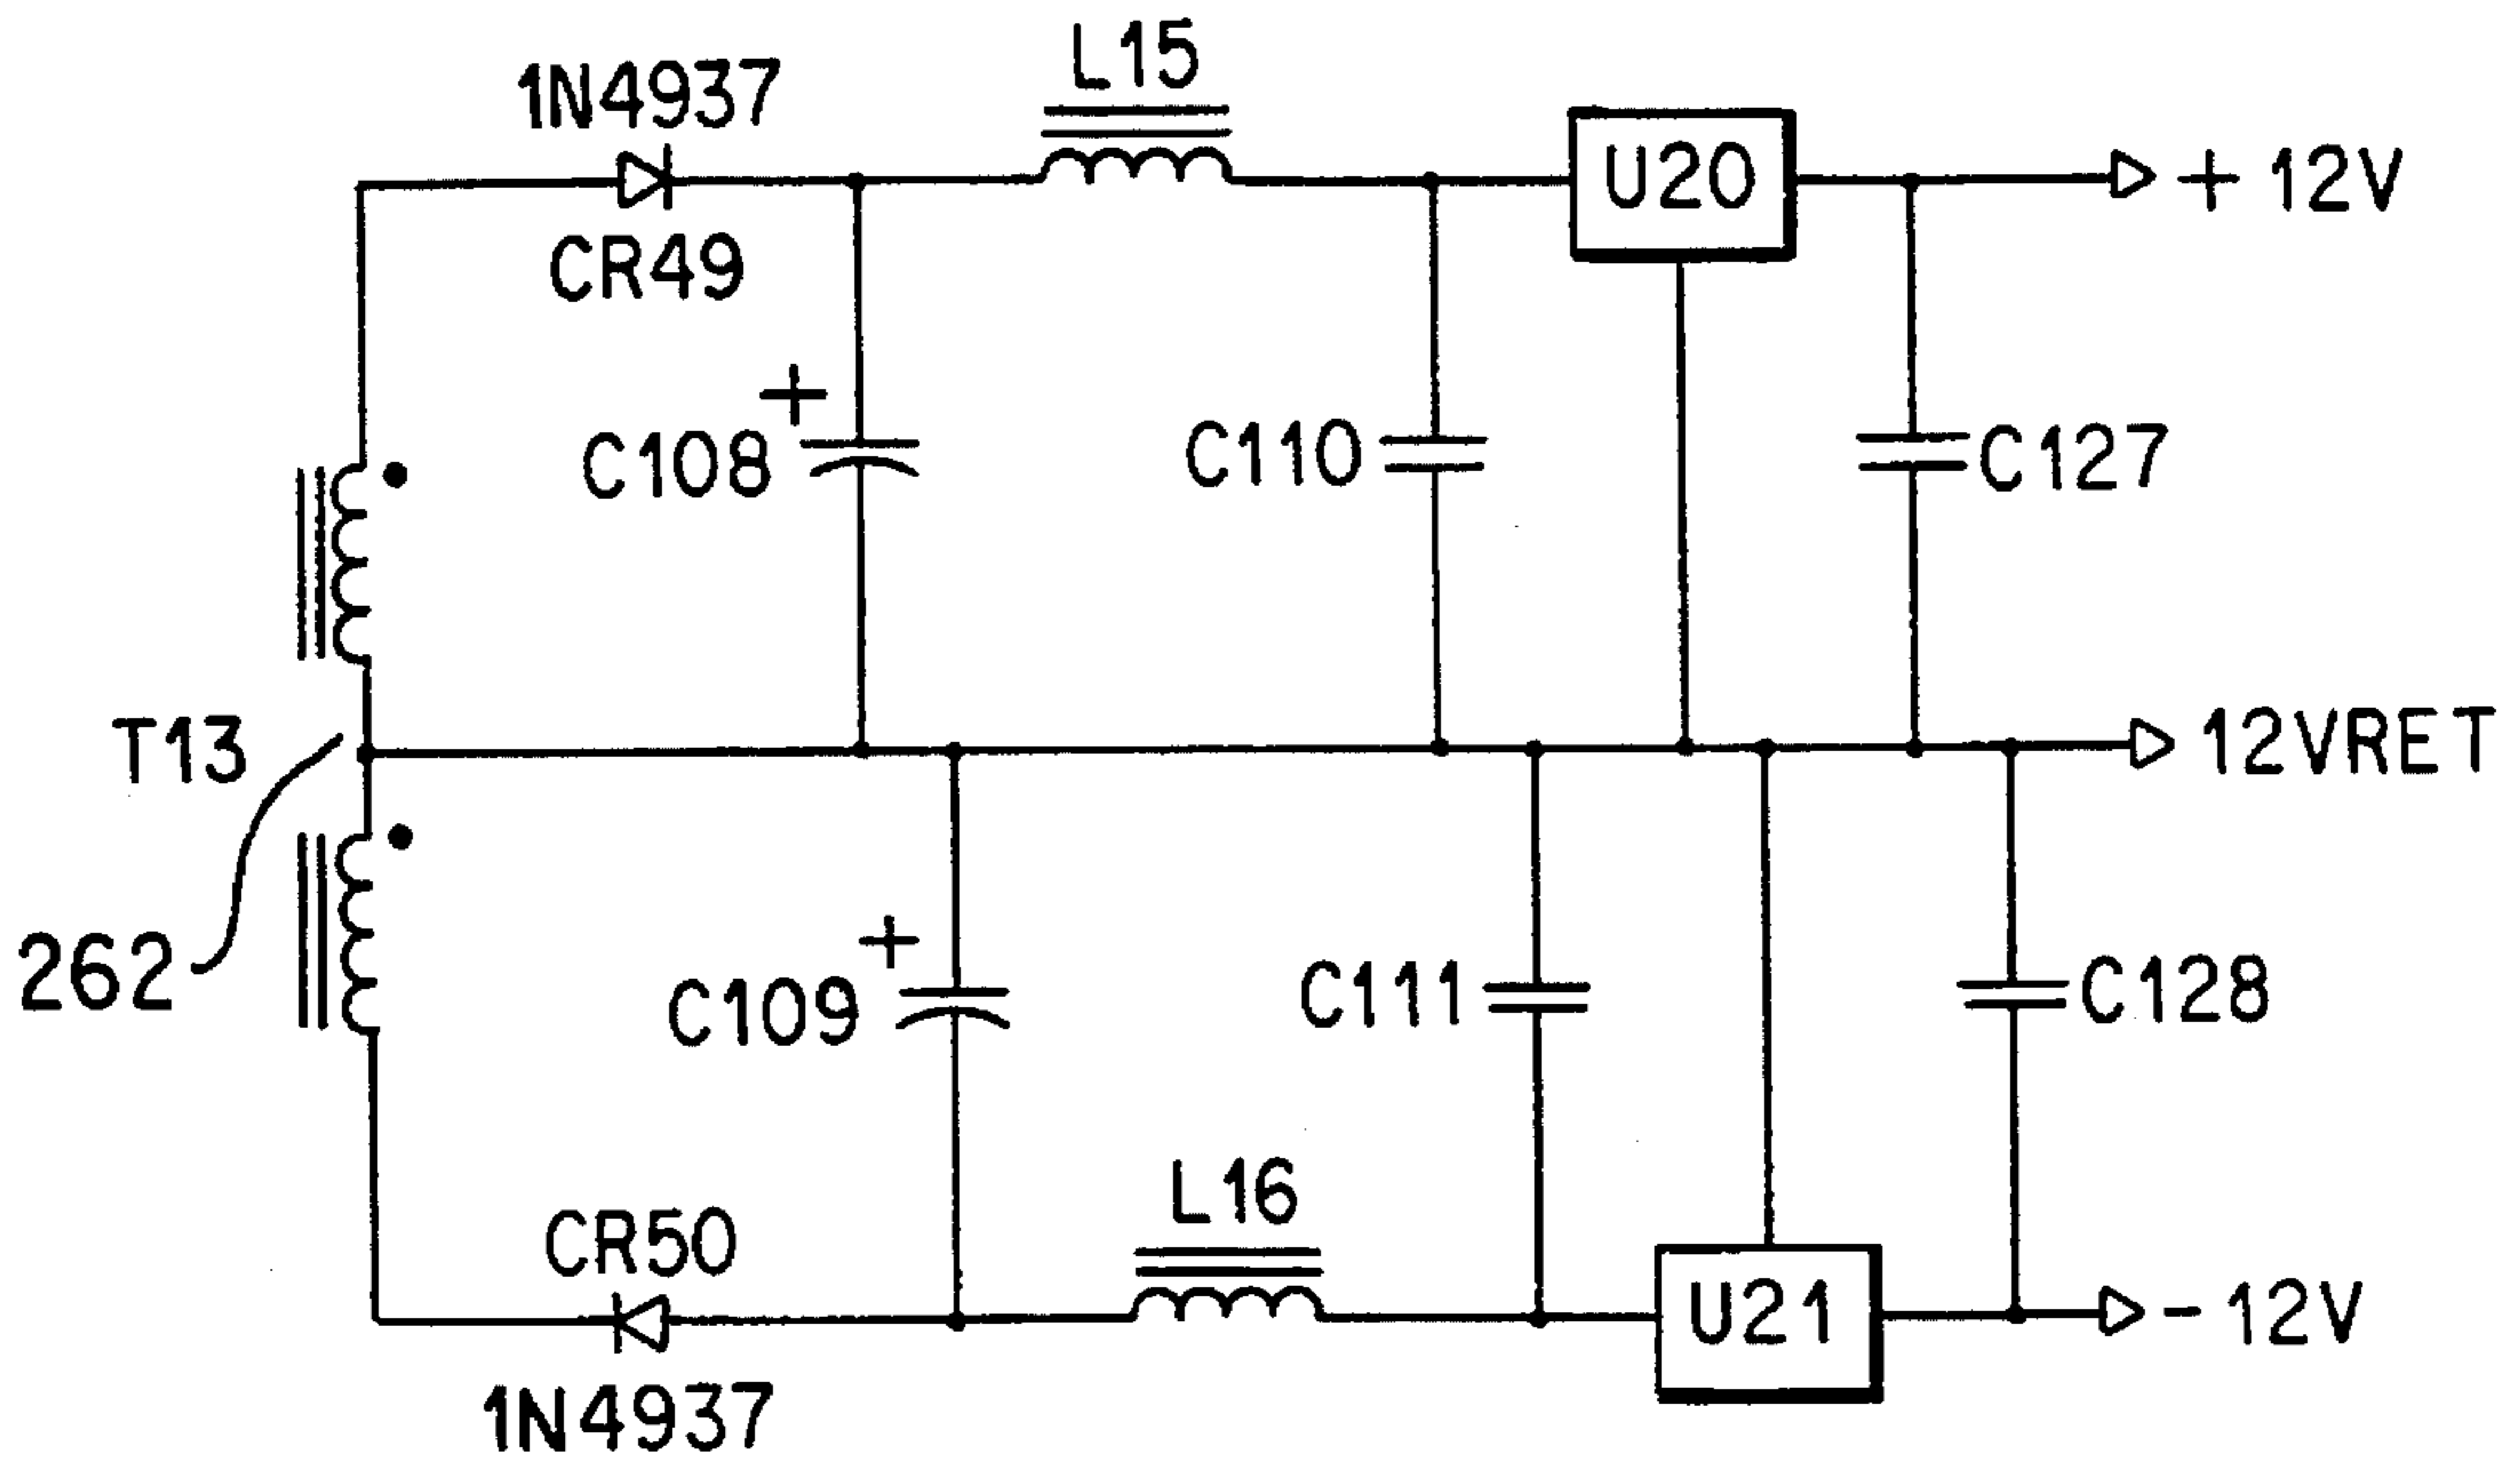 L15
1N4937
U20
+ 12V
CR49
+
C108
C110
C127
T13
12VRET
262
+
C109
C111
C128
L16
CR50
U21
- 12V
1N4937